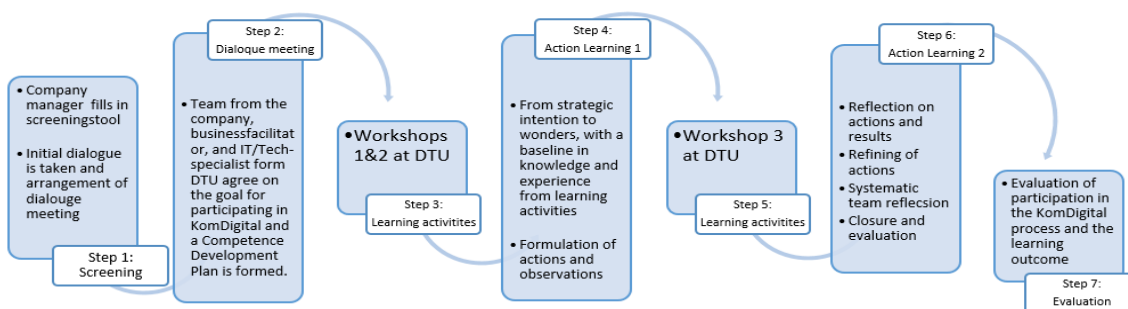 • Company
manager fills in
screeningstool
• Initial dialogue
is taken and
arrangement of
dialouge
meeting
Step 1:
Screening
Step 2:
Dialoque meeting
• Team from the
company,
businessfacilitat
or, and IT/Tech-
specialist form
DTU agree on
the goal for
participating in
KomDigital and
a Competence
Development
Plan is formed.
•Workshops
1&2 at DTU
Step 3:
Learning activitites
Step 4:
Action Learning 1
• From strategic
intention to
wonders, with a
baseline in
knowledge and
experience
from learning
activities
• Formulation of
actions and
observations
•Workshop 3
at DTU
Step 5:
Learning activities
Step 6:
Action Learning 2
• Reflection on
actions and
results
• Refining of
actions
• Systematic
team reflecsion
• Closure and
evaluation
• Evaluation of
participation in
the KomDigital
process and the
learning
outcome
Step 7:
Evaluation